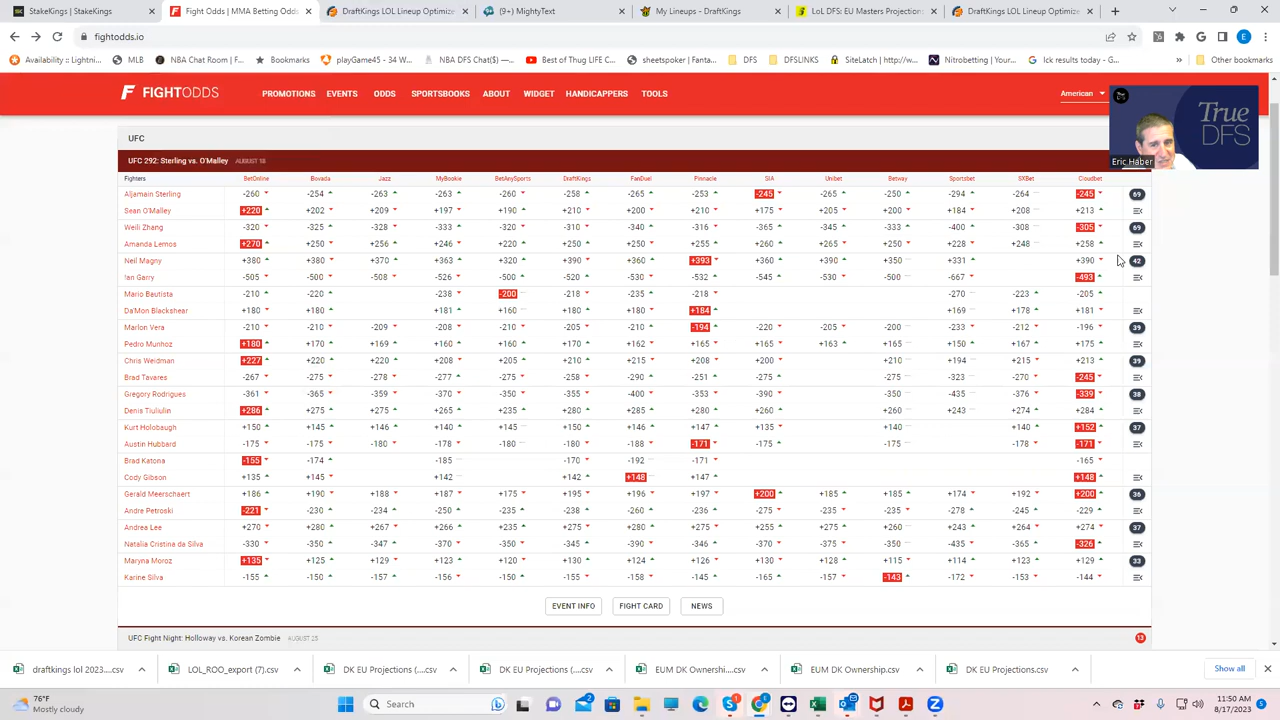 StakeKings | StakeKings
Fight Odds | MMA Betting Odds
DraftKings LOL Lineup Optimize
(9+) MightyText
My Lineups - DraftKings
LoL DFS: EU Masters Projection
DraftKings LOL Lineup Optimize
fightodds.io
Availability :: Lightni...
MLB
NBA Chat Room | F...
Bookmarks
playGame45 - 34 W...
NBA DFS Chat($) —...
Best of Thug LIFE C...
sheetspoker | Fanta...
DFS
DFSLINKS
SiteLatch | http://w...
Nitrobetting | Your...
Ick results today - G...
Other bookmarks
FIGHTODDS PROMOTIONS EVENTS ODDS SPORTSBOOKS ABOUT WIDGET HANDICAPPERS TOOLS American
True
DFS
Eric Haber
UFC
UFC 292: Sterling vs. O'Malley AUGUST 18
Fighters BetOnline Bovada Jazz MyBookie BetAnySports DraftKings FanDuel Pinnacle SIA Unibet Betway Sportsbet SXBet Cloudbet
Aljamain Sterling -260 -254 -263 -263 -260 -258 -265 -253 -245 -265 -250 -294 -264 -245 69
Sean O'Malley +220 +202 +209 +197 +190 +210 +200 +210 +175 +205 +200 +184 +208 +213
Weili Zhang -320 -325 -328 -333 -320 -310 -340 -316 -365 -345 -333 -400 -308 -305 69
Amanda Lemos +270 +250 +256 +246 +220 +250 +250 +255 +260 +265 +250 +228 +248 +258
Neil Magny +380 +380 +370 +363 +320 +390 +360 +393 +360 +390 +350 +331 +390 42
Ian Garry -505 -500 -508 -526 -500 -520 -530 -532 -545 -530 -500 -667 -493
Mario Bautista -210 -220 -238 -200 -218 -235 -218 -270 -223 -205
Da'Mon Blackshear +180 +180 +181 +160 +180 +180 +184 +169 +178 +181
Marlon Vera -210 -210 -209 -208 -210 -205 -210 -194 -220 -205 -200 -233 -212 -196 39
Pedro Munhoz +180 +170 +169 +160 +160 +170 +162 +165 +165 +163 +165 +150 +167 +175
Chris Weidman +227 +220 +220 +208 +205 +210 +215 +208 +200 +210 +194 +215 +213 39
Brad Tavares -267 -275 -278 -277 -275 -258 -290 -251 -275 -275 -323 -270 -245
Gregory Rodrigues -361 -365 -365 -370 -350 -355 -400 -353 -390 -350 -435 -376 -339 38
Denis Tiuliulin +286 +275 +275 +265 +235 +280 +285 +280 +260 +260 +243 +274 +284
Kurt Holobaugh +150 +145 +146 +140 +145 +150 +146 +147 +135 +140 +140 +152 37
Austin Hubbard -175 -175 -180 -178 -180 -180 -188 -171 -175 -175 -178 -171
Brad Katona -155 -174 -185 -170 -192 -171 -165
Cody Gibson +135 +145 +142 +142 +148 +147 +148
Gerald Meerschaert +186 +190 +188 +187 +175 +195 +196 +197 +200 +185 +185 +174 +192 +200 36
Andre Petroski -221 -230 -234 -250 -235 -238 -260 -236 -275 -235 -235 -278 -245 -229
Andrea Lee +270 +280 +267 +266 +235 +275 +280 +275 +255 +275 +260 +243 +264 +274 37
Natalia Cristina da Silva -330 -350 -347 -370 -350 -345 -390 -346 -370 -345 -350 -435 -365 -326
Maryna Moroz +135 +125 +125 +123 +120 +130 +124 +126 +130 +128 +115 +114 +123 +129 33
Karine Silva -155 -150 -157 -156 -150 -155 -158 -145 -165 -157 -143 -172 -153 -144
EVENT INFO FIGHT CARD NEWS
UFC Fight Night: Holloway vs. Korean Zombie AUGUST 25 13
draftkings lol 2023....csv
LOL_ROO_export (7).csv
DK EU Projections (....csv
DK EU Projections (....csv
EUM DK Ownershi....csv
EUM DK Ownership.csv
DK EU Projections.csv
Show all
76°F
Mostly cloudy
Search
11:50 AM
8/17/2023